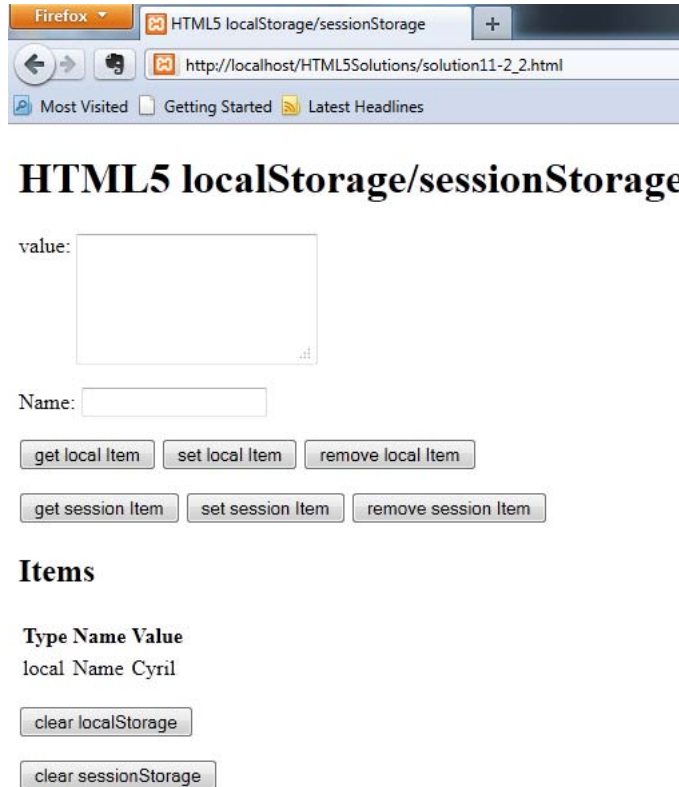 Firefox
HTML5 localStorage/sessionStorage +
http://localhost/HTML5Solutions/solution11-2_2.html
Most Visited Getting Started Latest Headlines
HTML5 localStorage/sessionStorage
value:
Name:
get local Item set local Item remove local Item
get session Item set session Item remove session Item
Items
Type Name Value
local Name Cyril
clear localStorage
clear sessionStorage